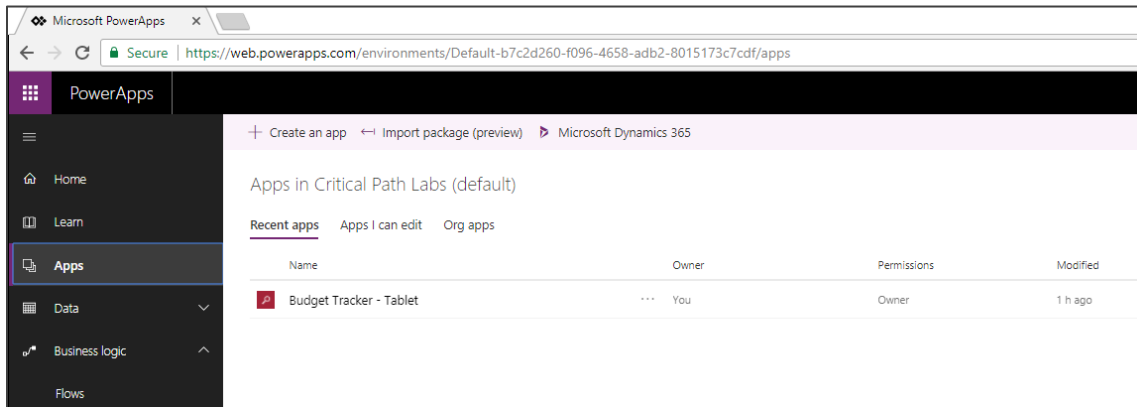 Microsoft PowerApps
Secure https://web.powerapps.com/environments/Default-b7c2d260-f096-4658-adb2-8015173c7cdf/apps
PowerApps
Create an app Import package (preview) Microsoft Dynamics 365
Home
Learn
Apps
Data
Business logic
Flows
Apps in Critical Path Labs (default)
Recent apps Apps I can edit Org apps
Name Owner Permissions Modified
Budget Tracker - Tablet ... You Owner 1 h ago